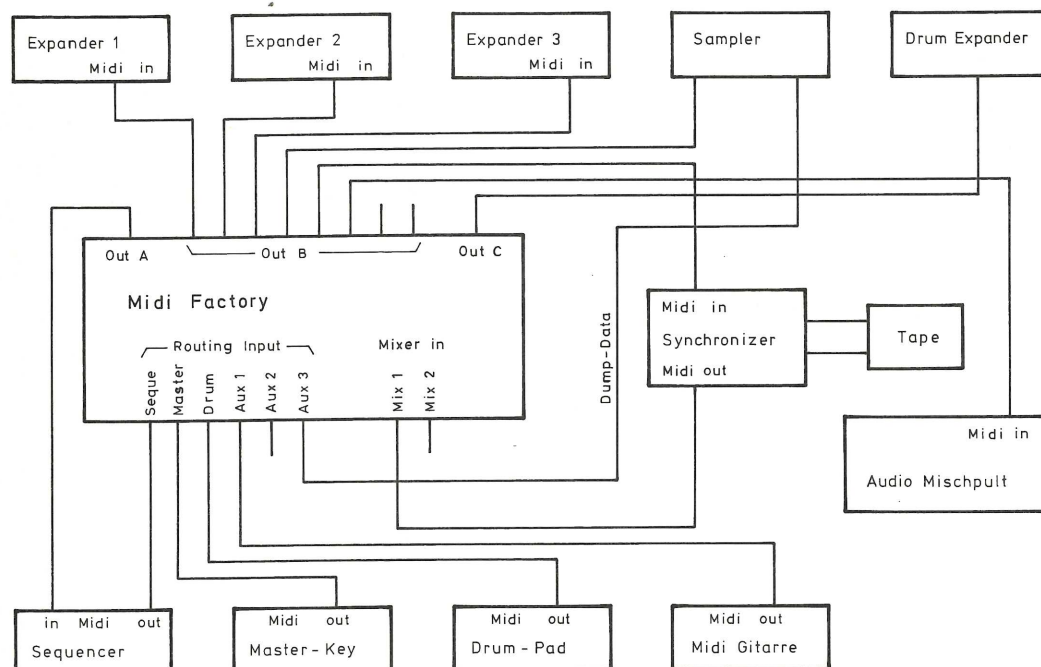 Expander 1
Midi in
Expander 2
Midi in
Expander 3
Midi in
Sampler
Drum Expander
Out A
Out B
Out C
Midi Factory
Routing Input
Mixer in
Seque
Master
Drum
Aux 1
Aux 2
Aux 3
Mix 1
Mix 2
Dump-Data
Midi in
Synchronizer
Midi out
Tape
Midi in
Audio Mischpult
in Midi out
Sequencer
Midi out
Master-Key
Midi out
Drum-Pad
Midi out
Midi Gitarre